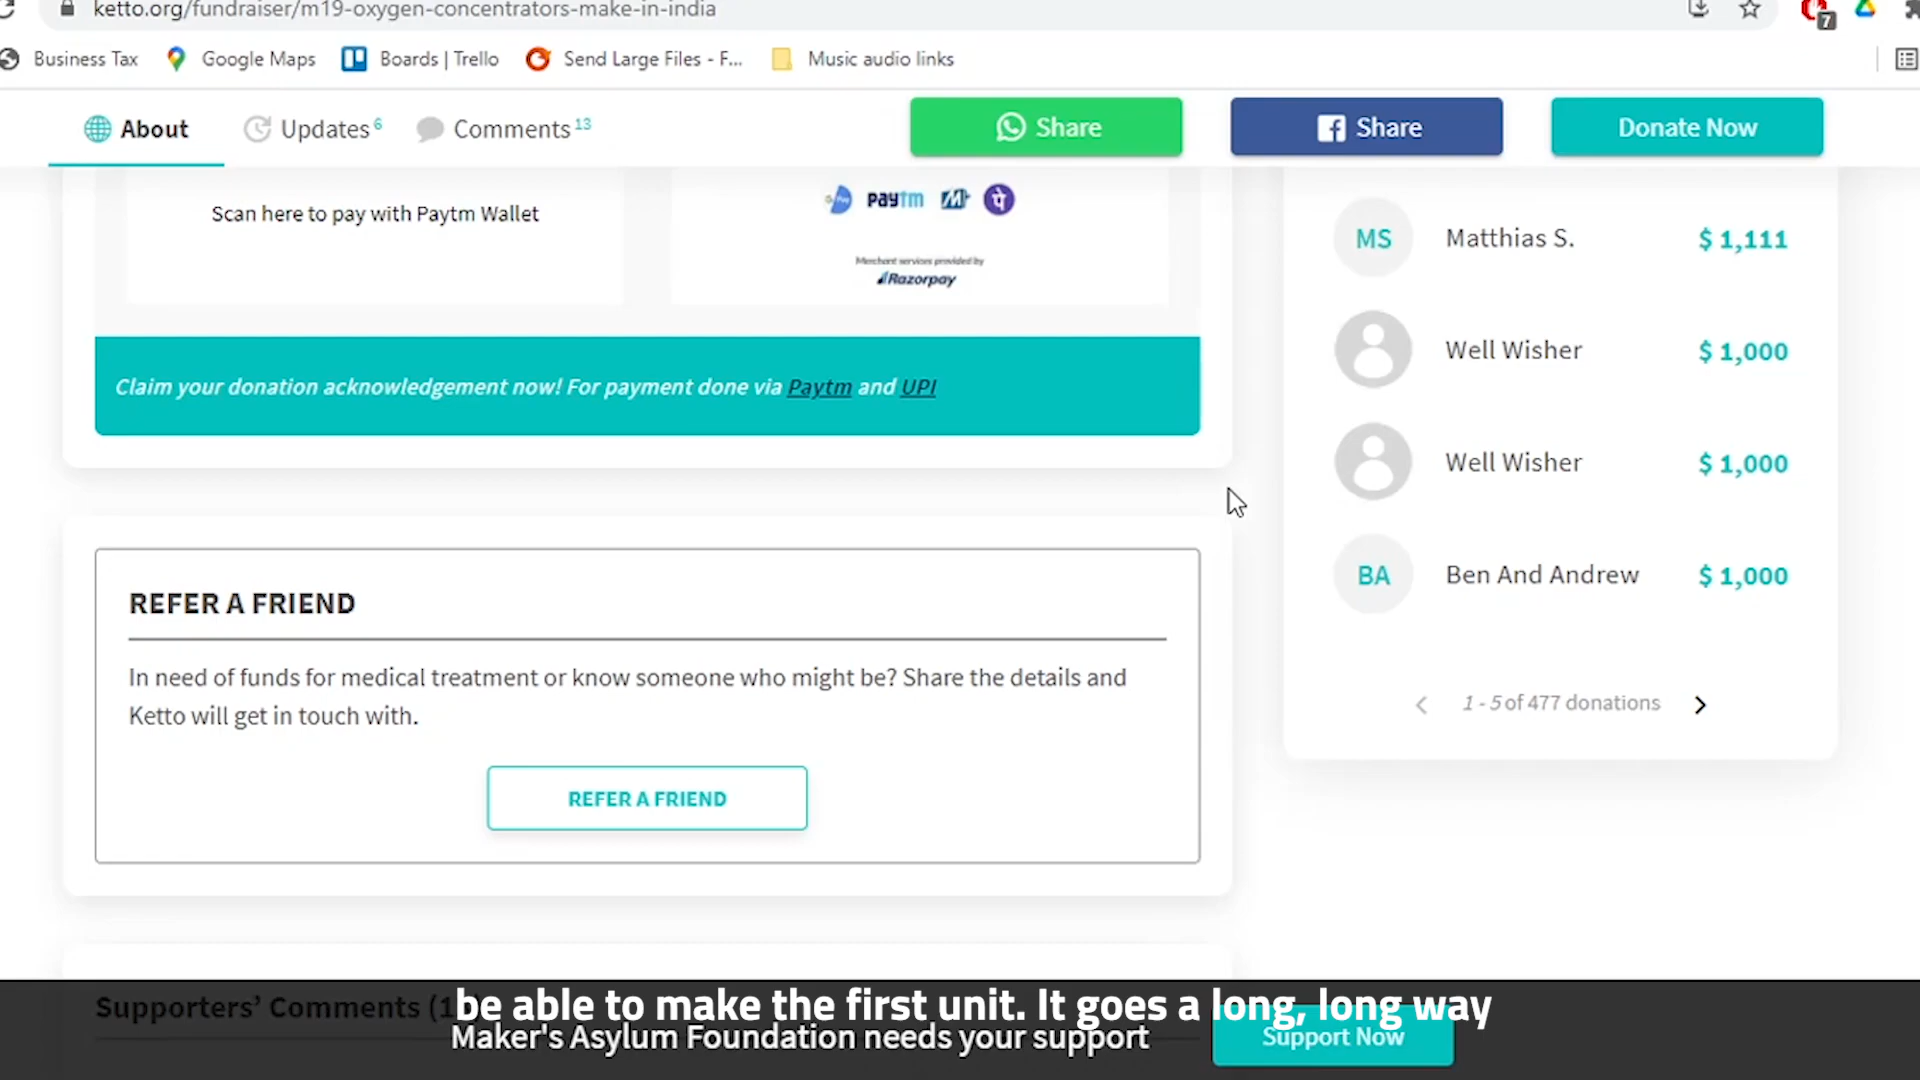 ketto.org/fundraiser/m19-oxygen-concentrators-make-in-india
7
Business Tax
Google Maps
Boards | Trello
Send Large Files - F...
Music audio links
About
Updates 6
Comments 13
Share
Share
Donate Now
Scan here to pay with Paytm Wallet
paytm
Merchant services provided by
Razorpay
Claim your donation acknowledgement now! For payment done via Paytm and UPI
MS
Matthias S.
$ 1,111
Well Wisher
$ 1,000
Well Wisher
$ 1,000
BA
Ben And Andrew
$ 1,000
1 - 5 of 477 donations
REFER A FRIEND
In need of funds for medical treatment or know someone who might be? Share the details and
Ketto will get in touch with.
REFER A FRIEND
Supporters' Comments
be able to make the first unit. It goes a long, long way
Maker's Asylum Foundation needs your support
Support Now